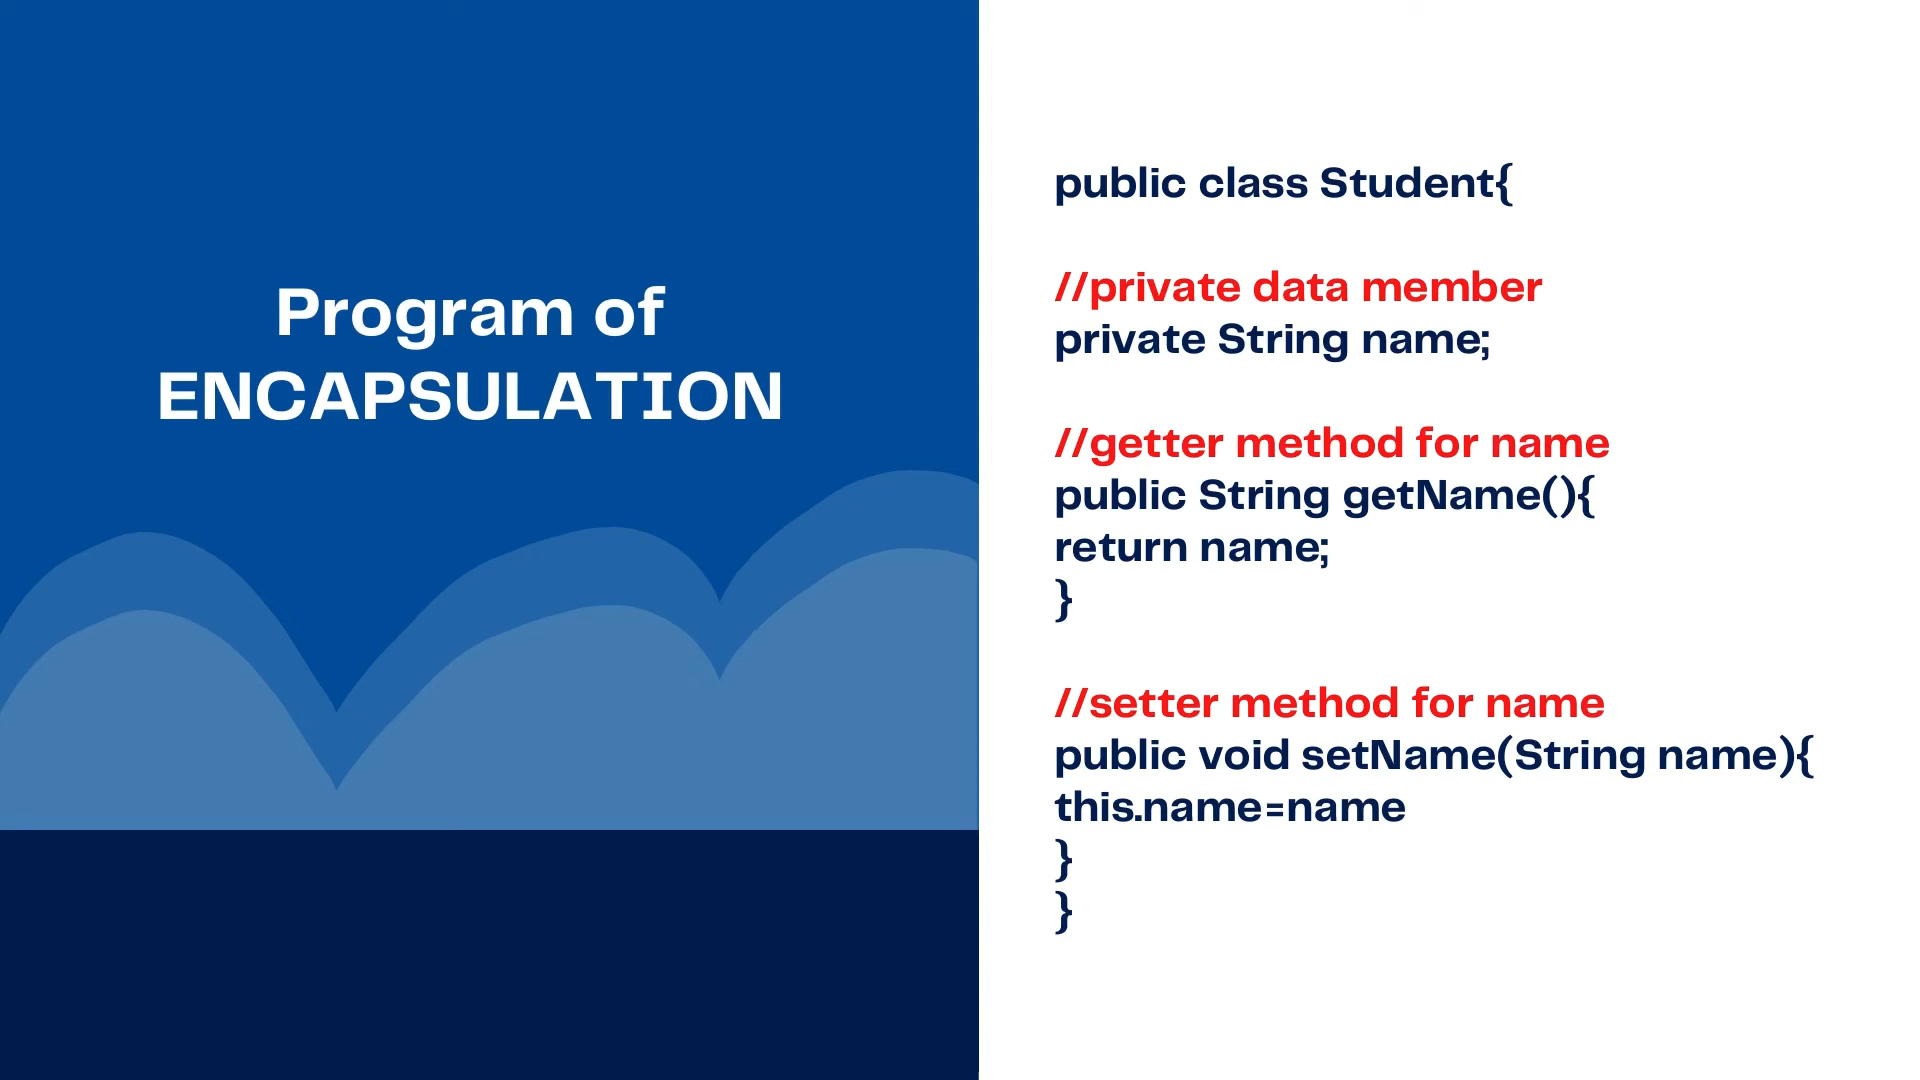 Program of
ENCAPSULATION
public class Student{
//private data member
private String name;
//getter method for name
public String getName(){
return name;
}
//setter method for name
public void setName(String name){
this.name=name
}
}